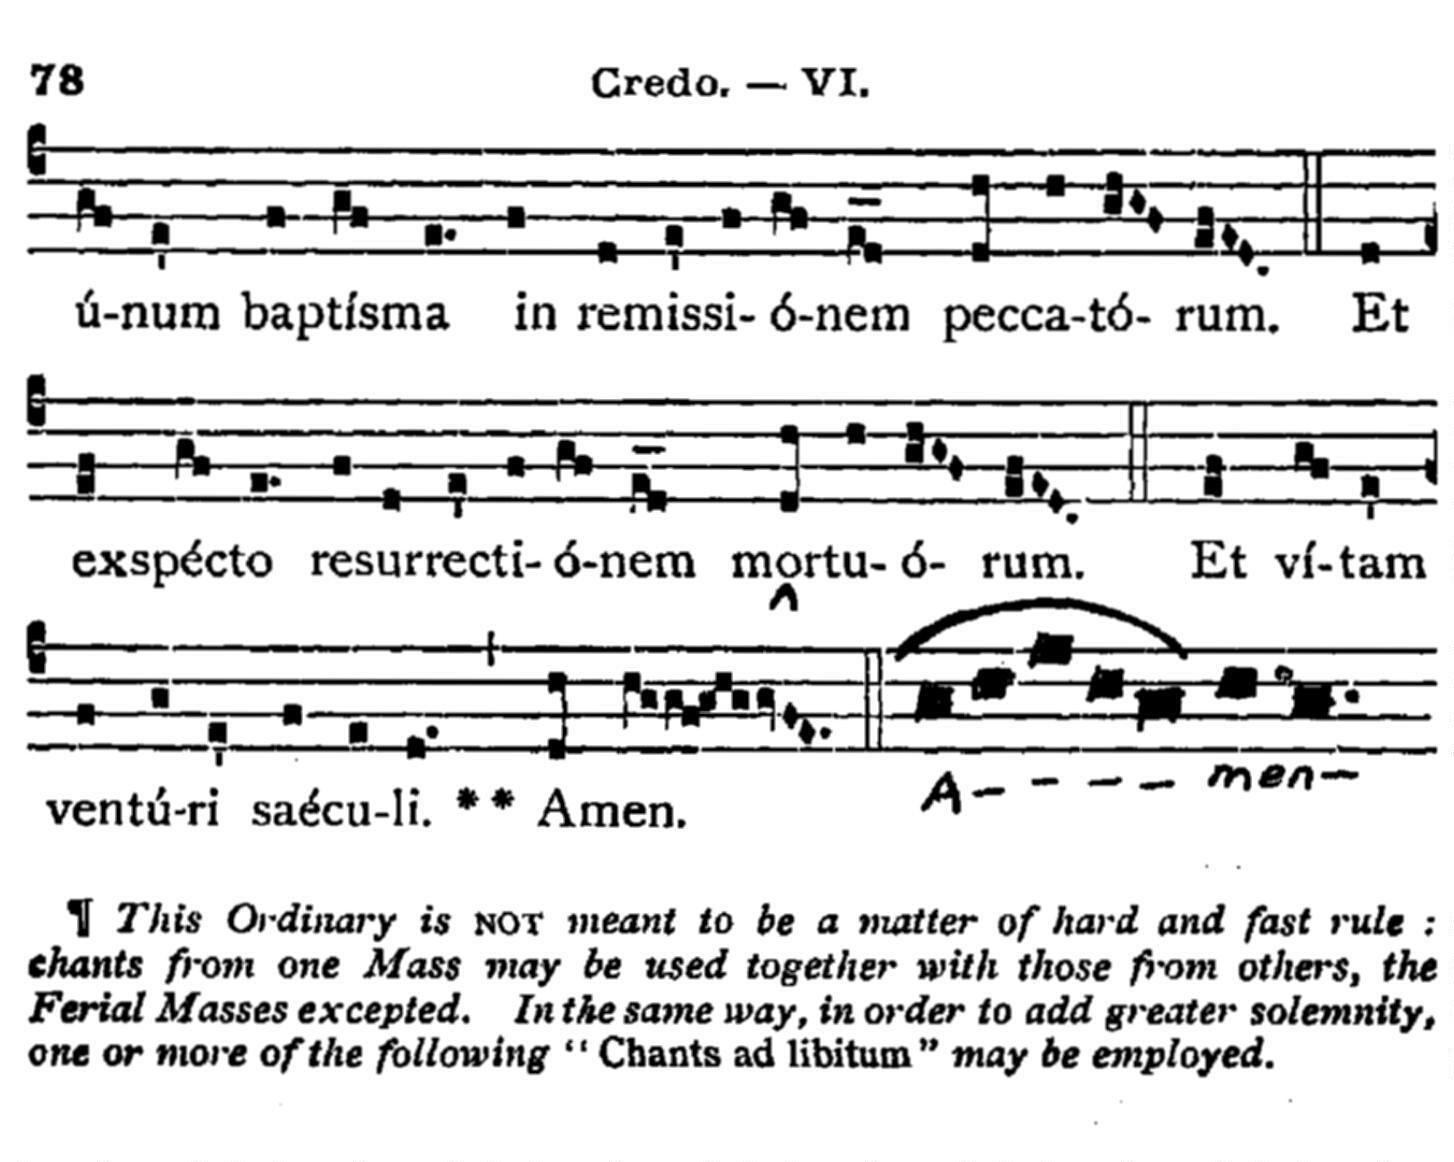 78 Credo. — VI.
ú-num baptísma in remissi- ó-nem pecca-tó- rum. Et
exspécto resurrecti- ó-nem mortu- ó- rum. Et ví-tam
ventú-ri saécu-li. * * Amen. A- - - - - men-
¶ This Ordinary is NOT meant to be a matter of hard and fast rule :
chants from one Mass may be used together with those from others, the
Ferial Masses excepted. In the same way, in order to add greater solemnity,
one or more of the following “ Chants ad libitum ” may be employed.